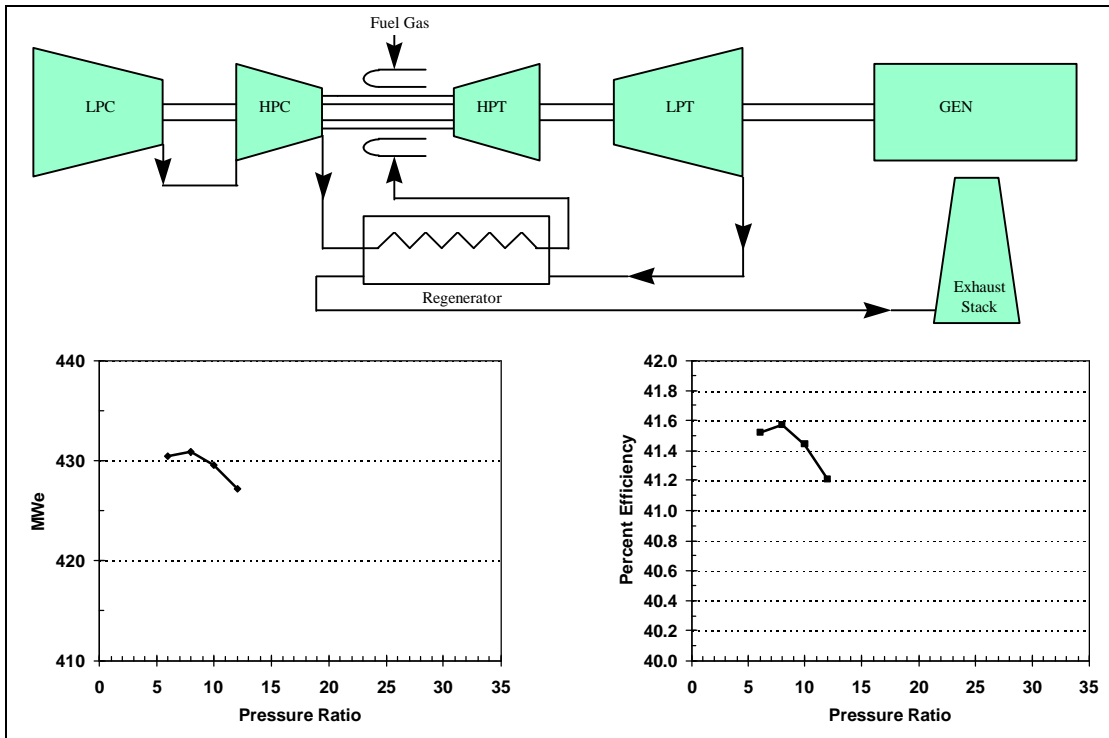 Fuel Gas
LPC
HPC
HPT
LPT
GEN
Regenerator
Exhaust
Stack
440
430
420
410
MWe
0 5 10 15 20 25 30 35
Pressure Ratio
42.0
41.8
41.6
41.4
41.2
41.0
40.8
40.6
40.4
40.2
40.0
Percent Efficiency
0 5 10 15 20 25 30 35
Pressure Ratio